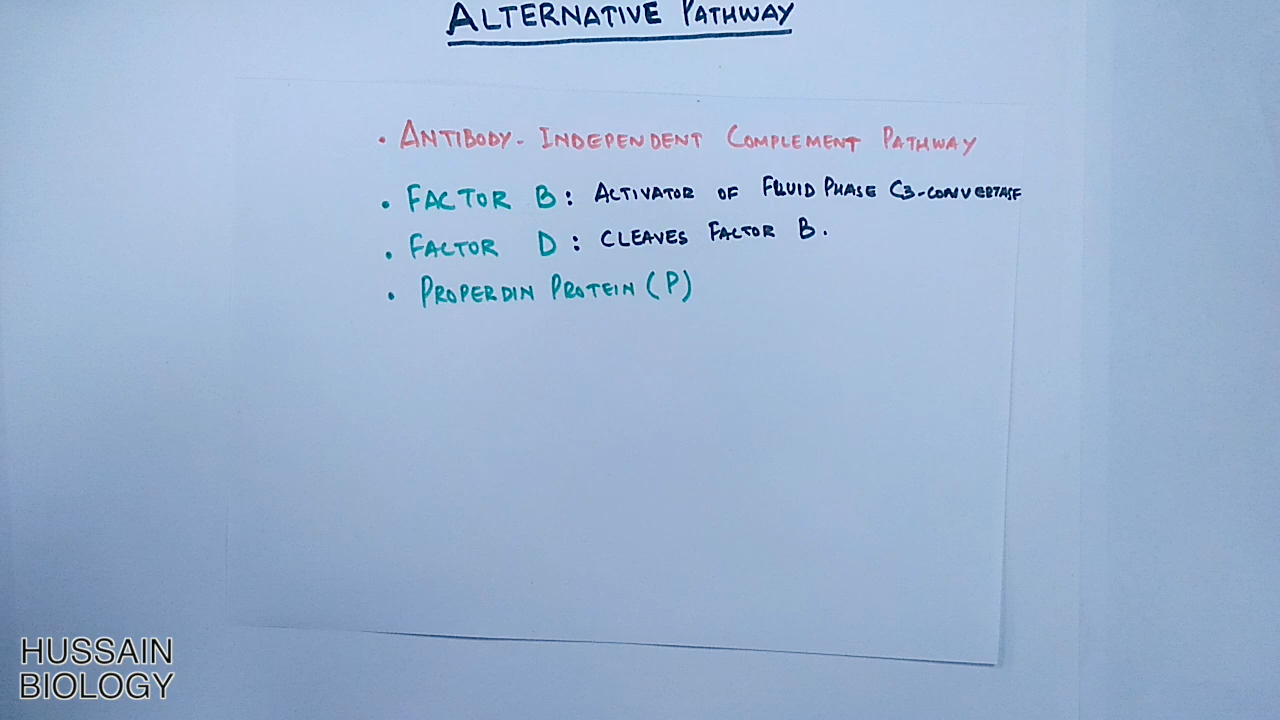 ALTERNATIVE PATHWAY
• ANTIBODY-INDEPENDENT COMPLEMENT PATHWAY
• FACTOR B: ACTIVATOR OF FLUID PHASE C3-CONVERTASE
• FACTOR D: CLEAVES FACTOR B.
• PROPERDIN PROTEIN (P)
HUSSAIN
BIOLOGY